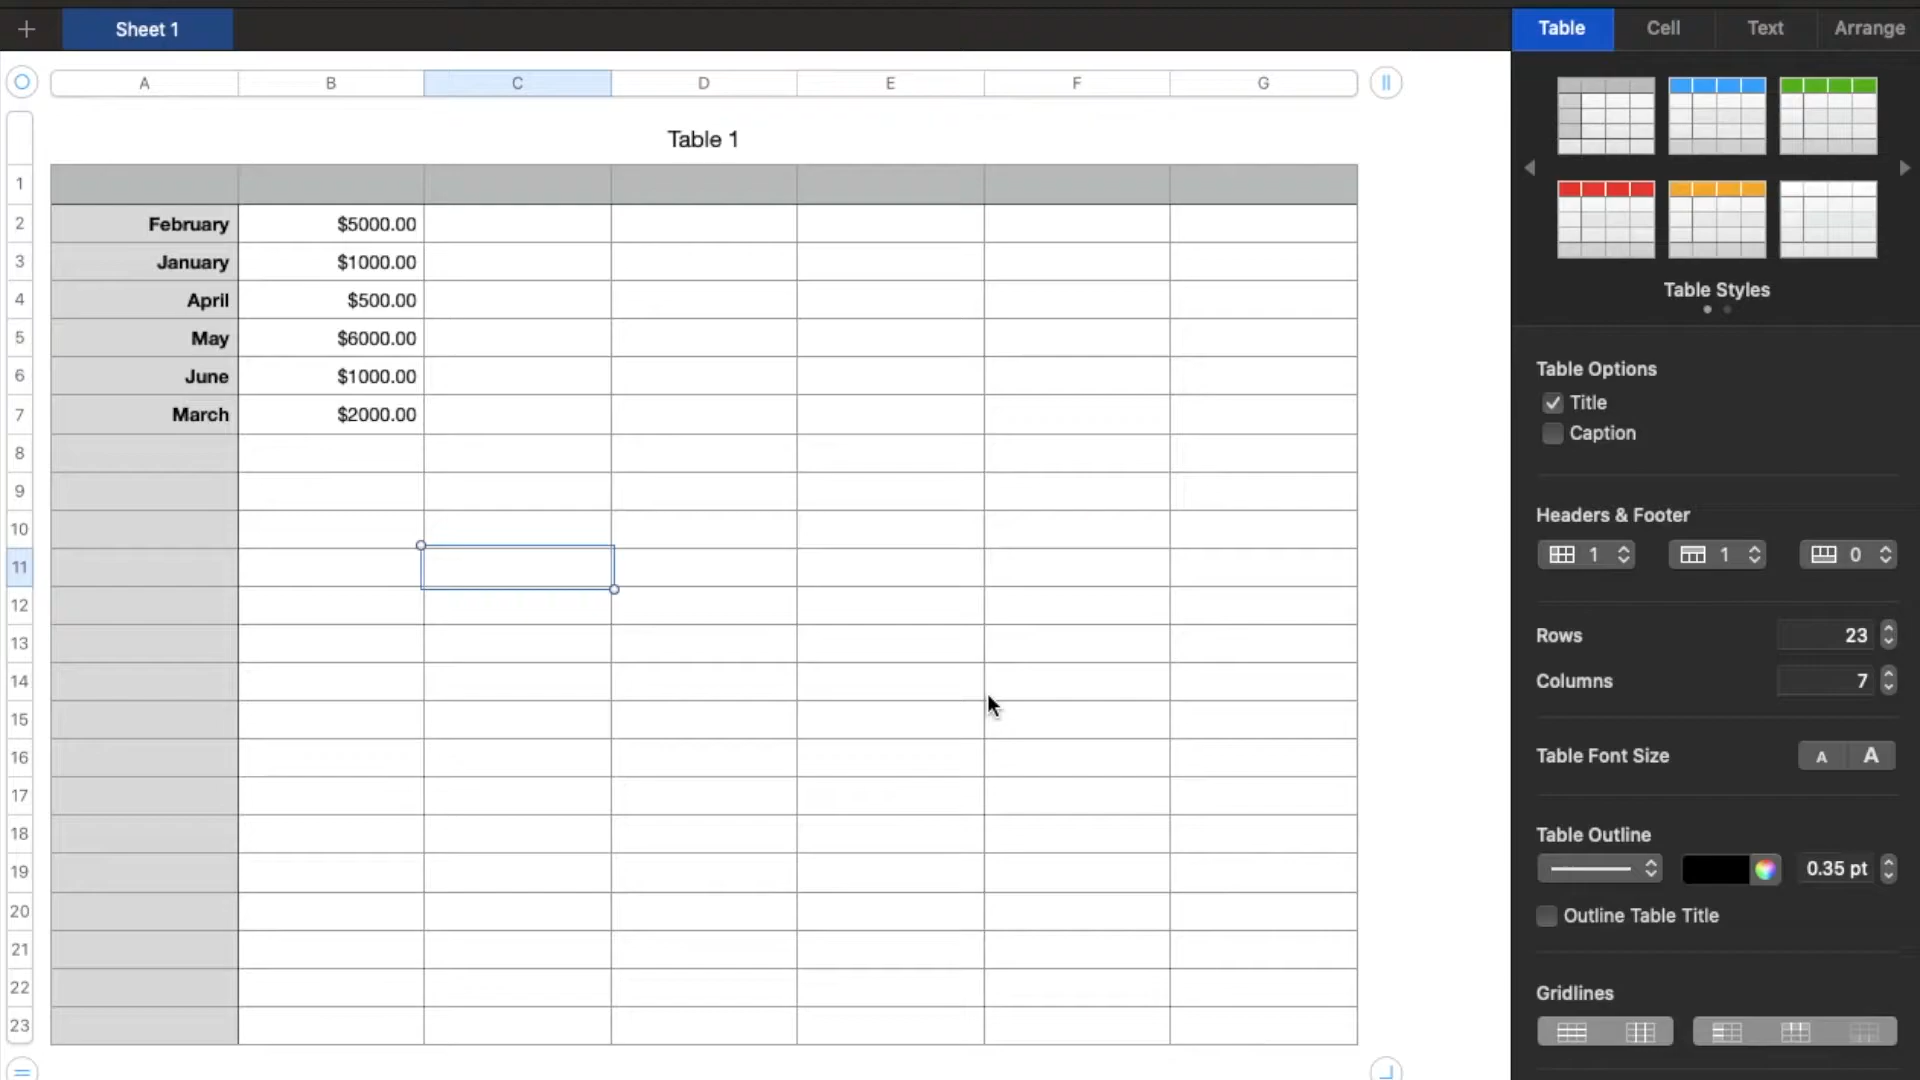 Sheet 1
Table Cell Text Arrange
A B C D E F G
Table 1
1
2 February $5000.00
3 January $1000.00
4 April $500.00
5 May $6000.00
6 June $1000.00
7 March $2000.00
8
9
10
11
12
13
14
15
16
17
18
19
20
21
22
23
Table Styles
Table Options
Title
Caption
Headers & Footer
1 1 0
Rows 23
Columns 7
Table Font Size A A
Table Outline
0.35 pt
Outline Table Title
Gridlines